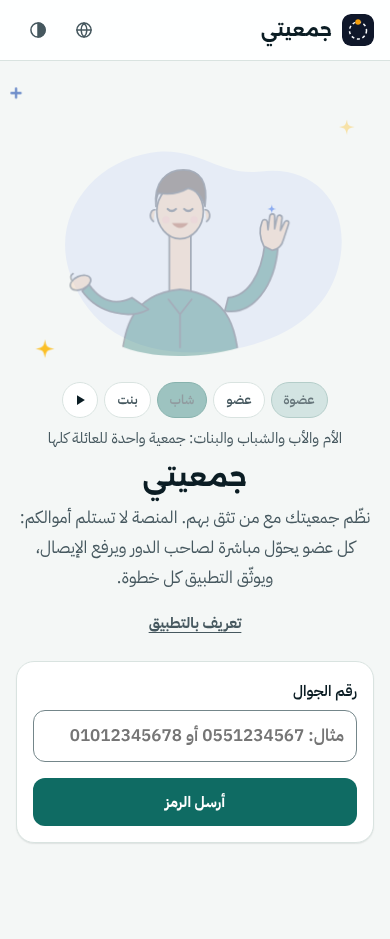 جمعيتي
عضوة
عضو
شاب
بنت
الأم والأب والشباب والبنات: جمعية واحدة للعائلة كلها
جمعيتي
نظّم جمعيتك مع من تثق بهم. المنصة لا تستلم أموالكم:
كل عضو يحوّل مباشرة لصاحب الدور ويرفع الإيصال،
ويوثّق التطبيق كل خطوة.
تعريف بالتطبيق
رقم الجوال
مثال: 0551234567 أو 01012345678
أرسل الرمز